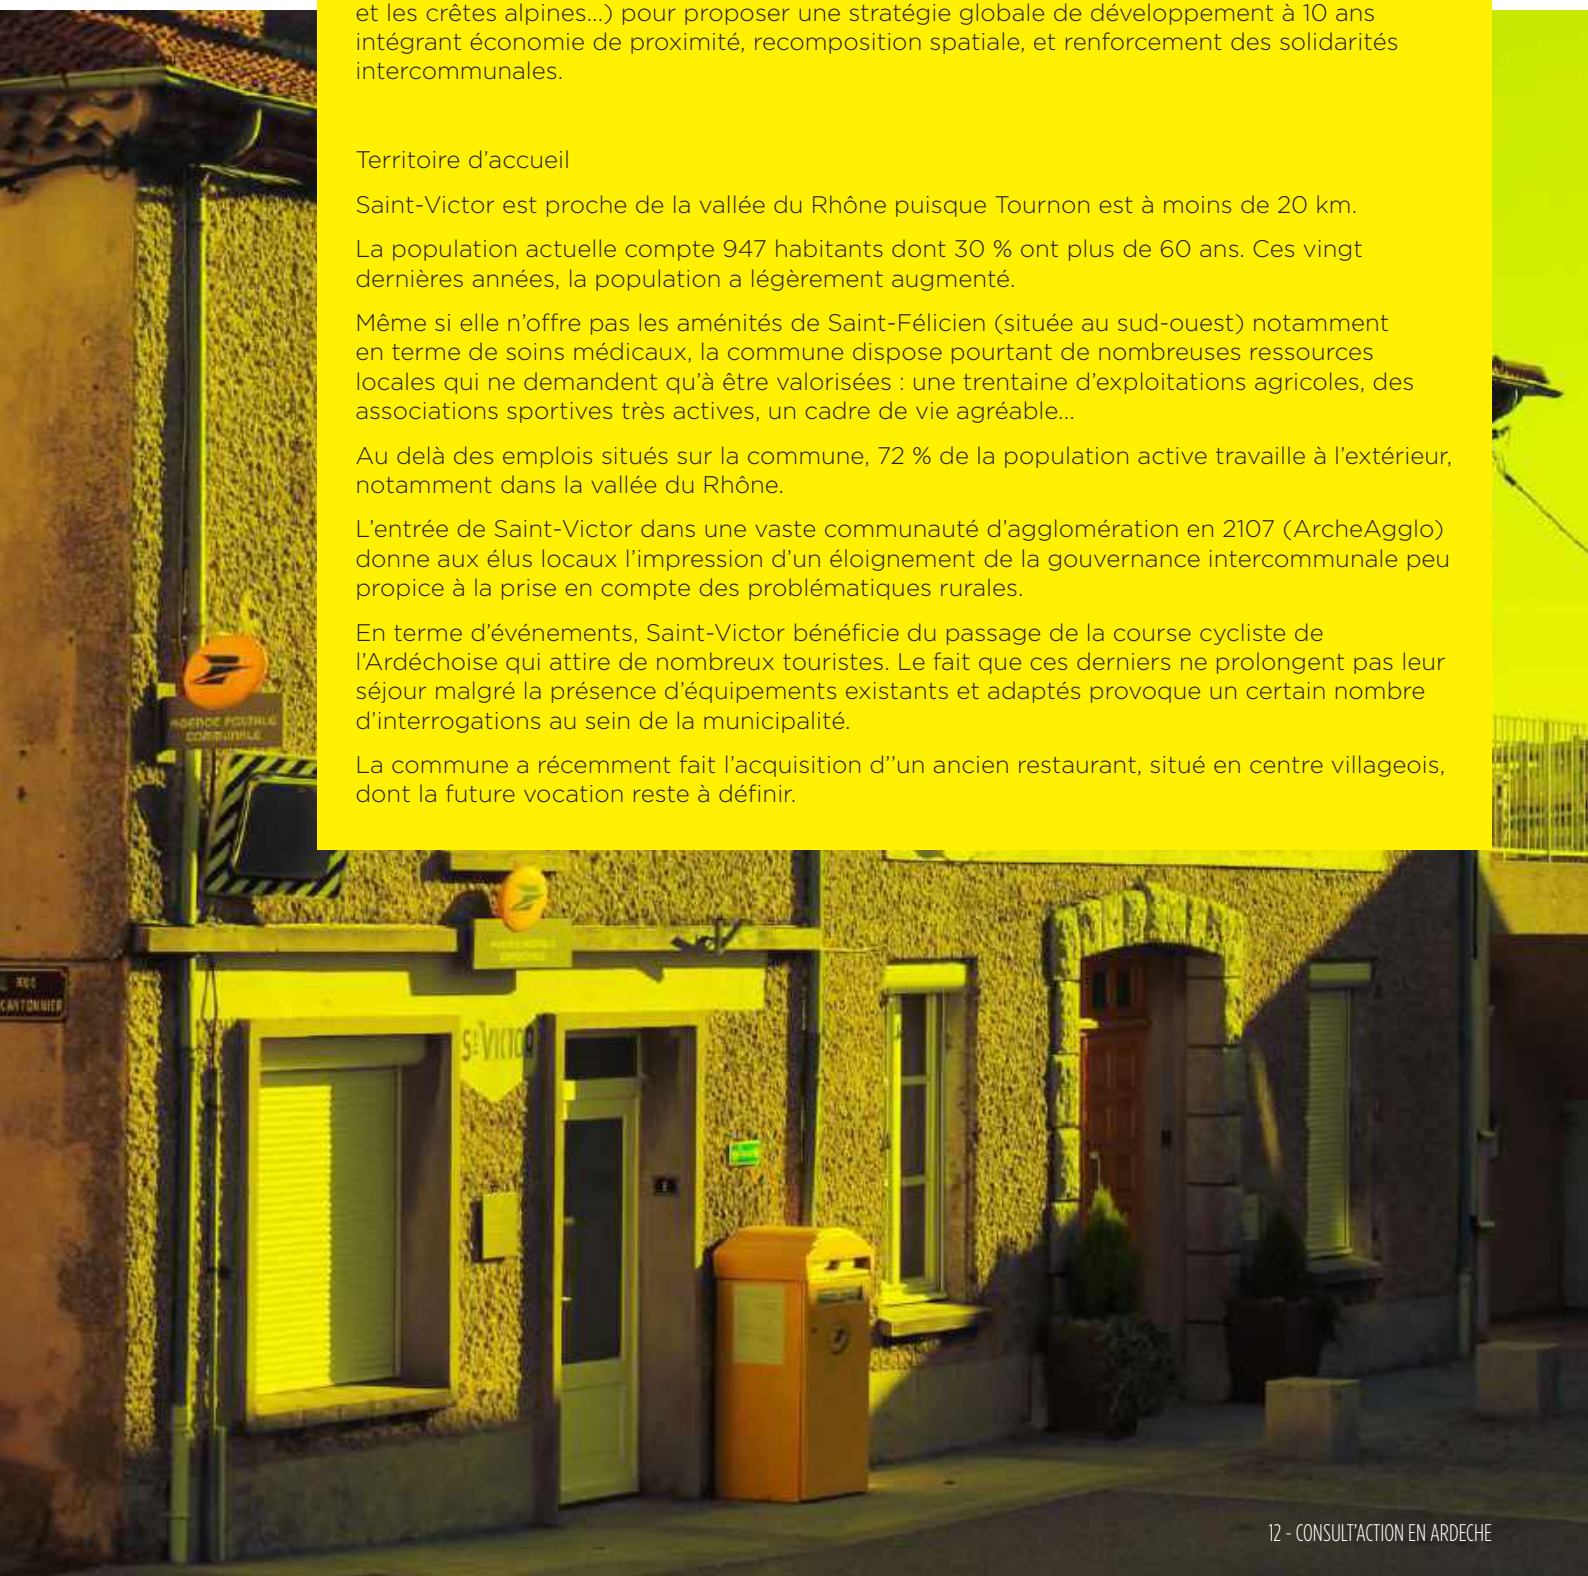 et les crêtes alpines...) pour proposer une stratégie globale de développement à 10 ans
intégrant économie de proximité, recomposition spatiale, et renforcement des solidarités
intercommunales.
Territoire d'accueil
Saint-Victor est proche de la vallée du Rhône puisque Tournon est à moins de 20 km.
La population actuelle compte 947 habitants dont 30 % ont plus de 60 ans. Ces vingt
dernières années, la population a légèrement augmenté.
Même si elle n'offre pas les aménités de Saint-Félicien (située au sud-ouest) notamment
en terme de soins médicaux, la commune dispose pourtant de nombreuses ressources
locales qui ne demandent qu'à être valorisées : une trentaine d'exploitations agricoles, des
associations sportives très actives, un cadre de vie agréable...
Au delà des emplois situés sur la commune, 72 % de la population active travaille à l'extérieur,
notamment dans la vallée du Rhône.
L'entrée de Saint-Victor dans une vaste communauté d'agglomération en 2107 (ArcheAgglo)
donne aux élus locaux l'impression d'un éloignement de la gouvernance intercommunale peu
propice à la prise en compte des problématiques rurales.
En terme d'événements, Saint-Victor bénéficie du passage de la course cycliste de
l'Ardéchoise qui attire de nombreux touristes. Le fait que ces derniers ne prolongent pas leur
séjour malgré la présence d'équipements existants et adaptés provoque un certain nombre
d'interrogations au sein de la municipalité.
La commune a récemment fait l'acquisition d''un ancien restaurant, situé en centre villageois,
dont la future vocation reste à définir.
AGENCE POSTALE
COMMUNALE
RUE
CANTONNIER
ST VICTOR
12 - CONSULT'ACTION EN ARDECHE